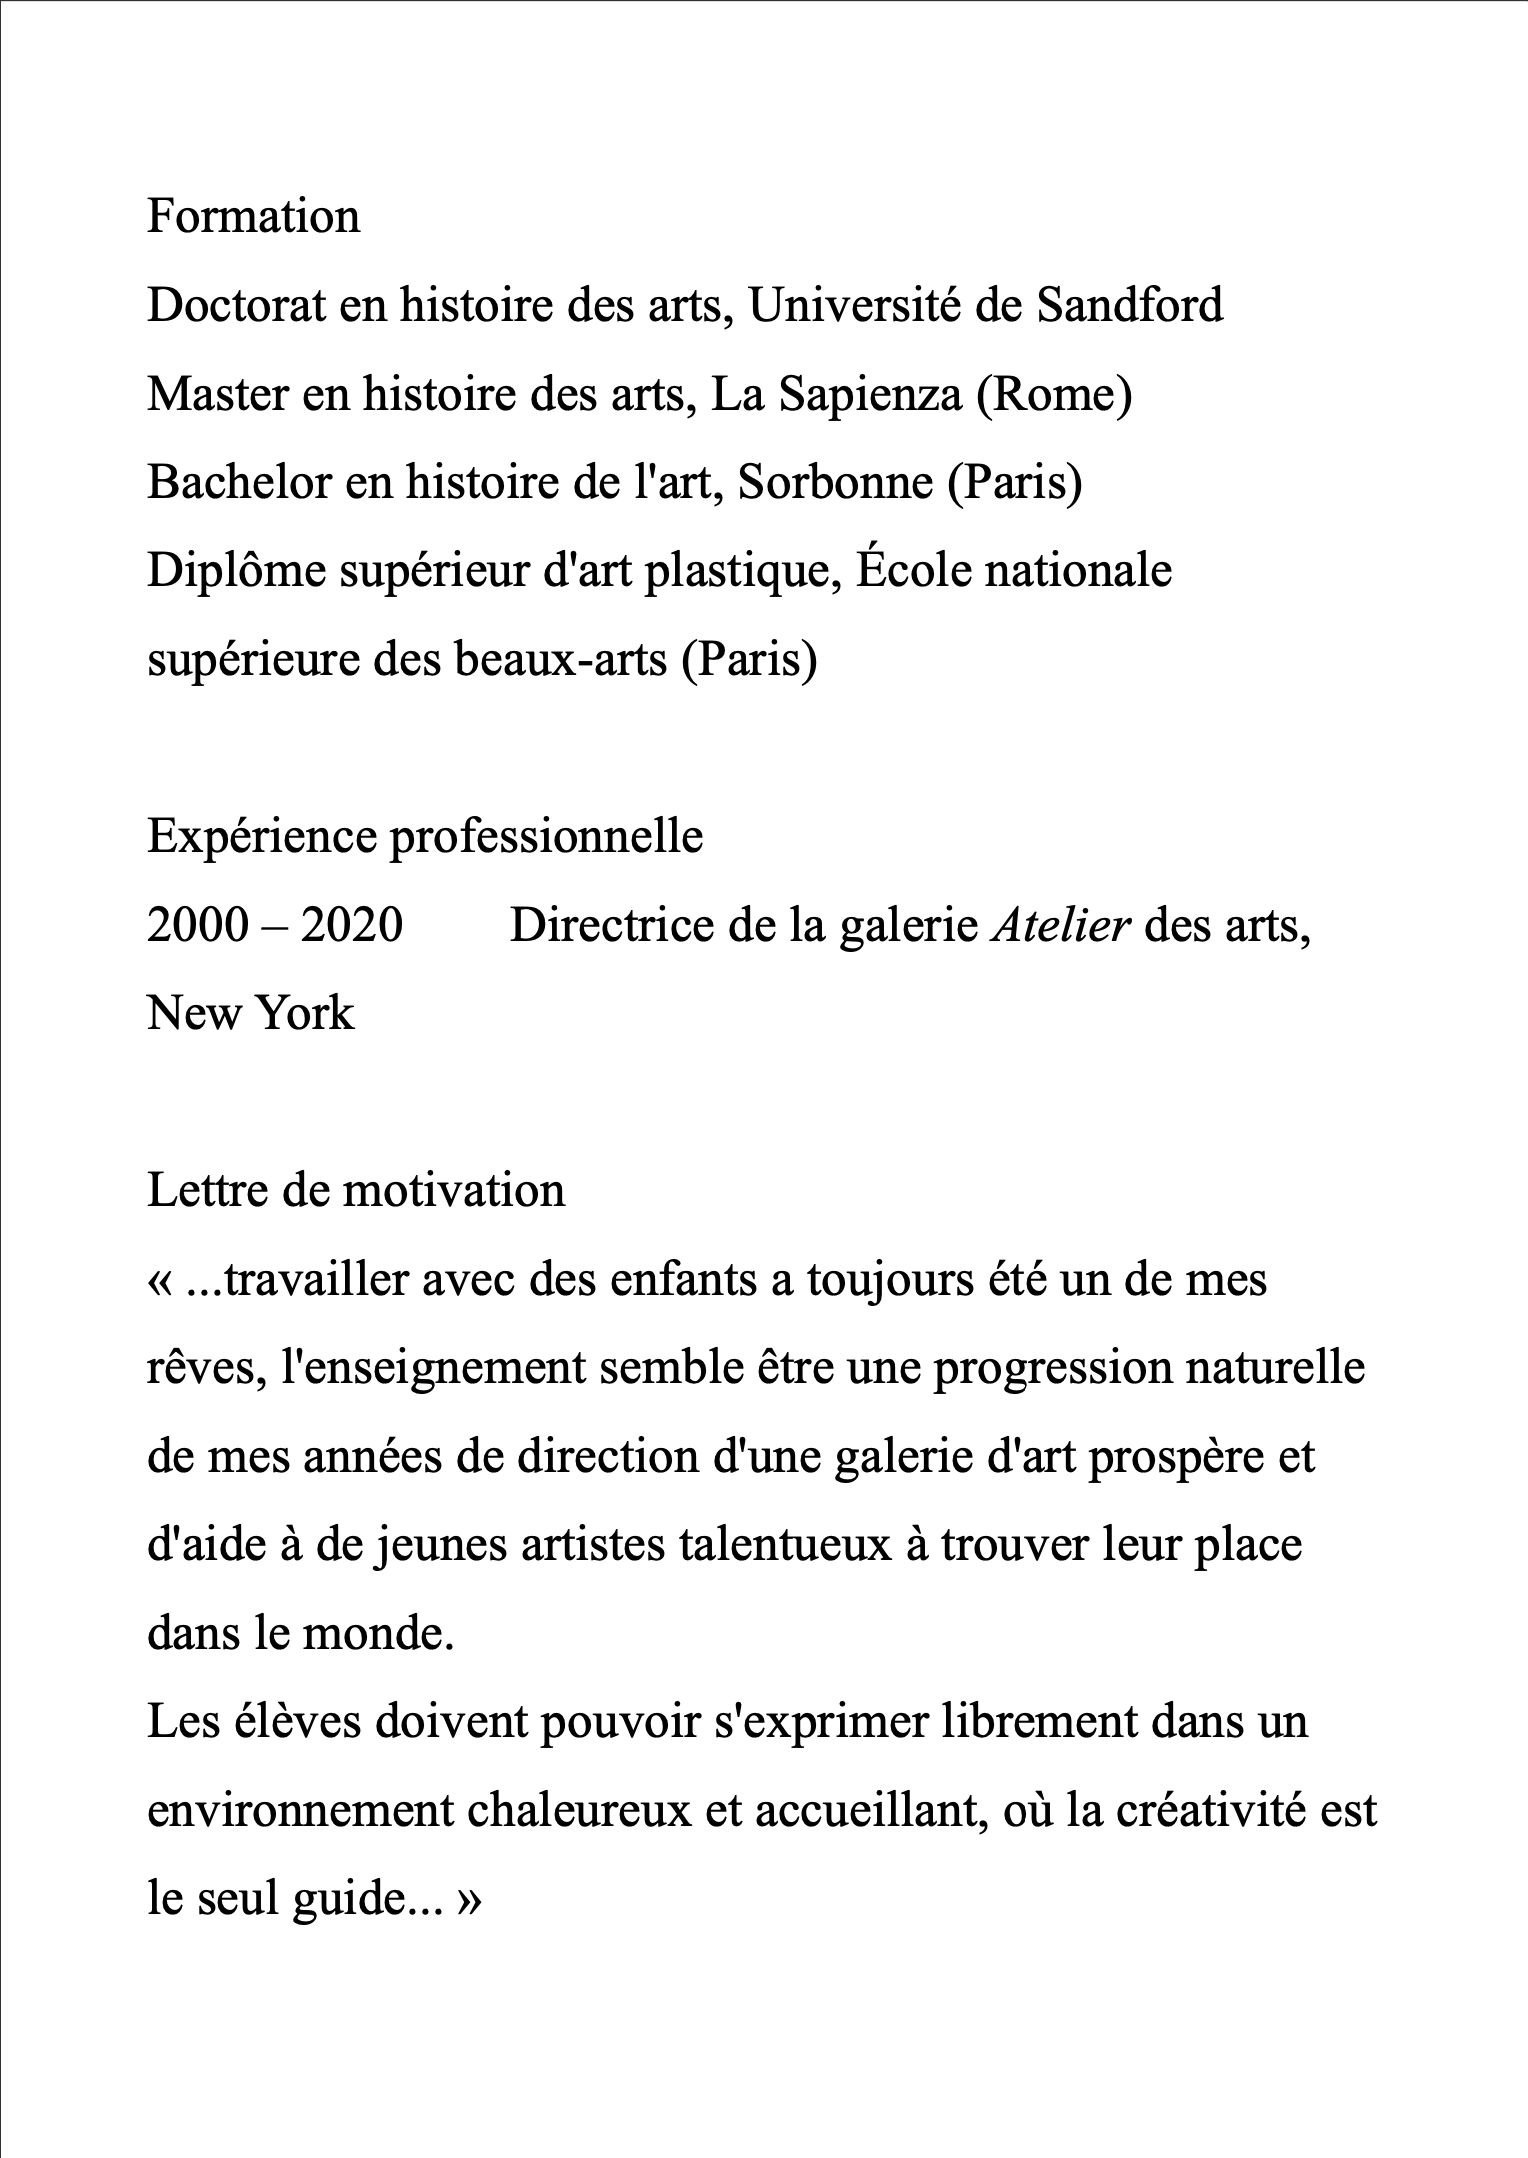 Formation
Doctorat en histoire des arts, Université de Sandford
Master en histoire des arts, La Sapienza (Rome)
Bachelor en histoire de l'art, Sorbonne (Paris)
Diplôme supérieur d'art plastique, École nationale
supérieure des beaux-arts (Paris)
Expérience professionnelle
2000 – 2020 Directrice de la galerie Atelier des arts,
New York
Lettre de motivation
« ...travailler avec des enfants a toujours été un de mes
rêves, l'enseignement semble être une progression naturelle
de mes années de direction d'une galerie d'art prospère et
d'aide à de jeunes artistes talentueux à trouver leur place
dans le monde.
Les élèves doivent pouvoir s'exprimer librement dans un
environnement chaleureux et accueillant, où la créativité est
le seul guide... »